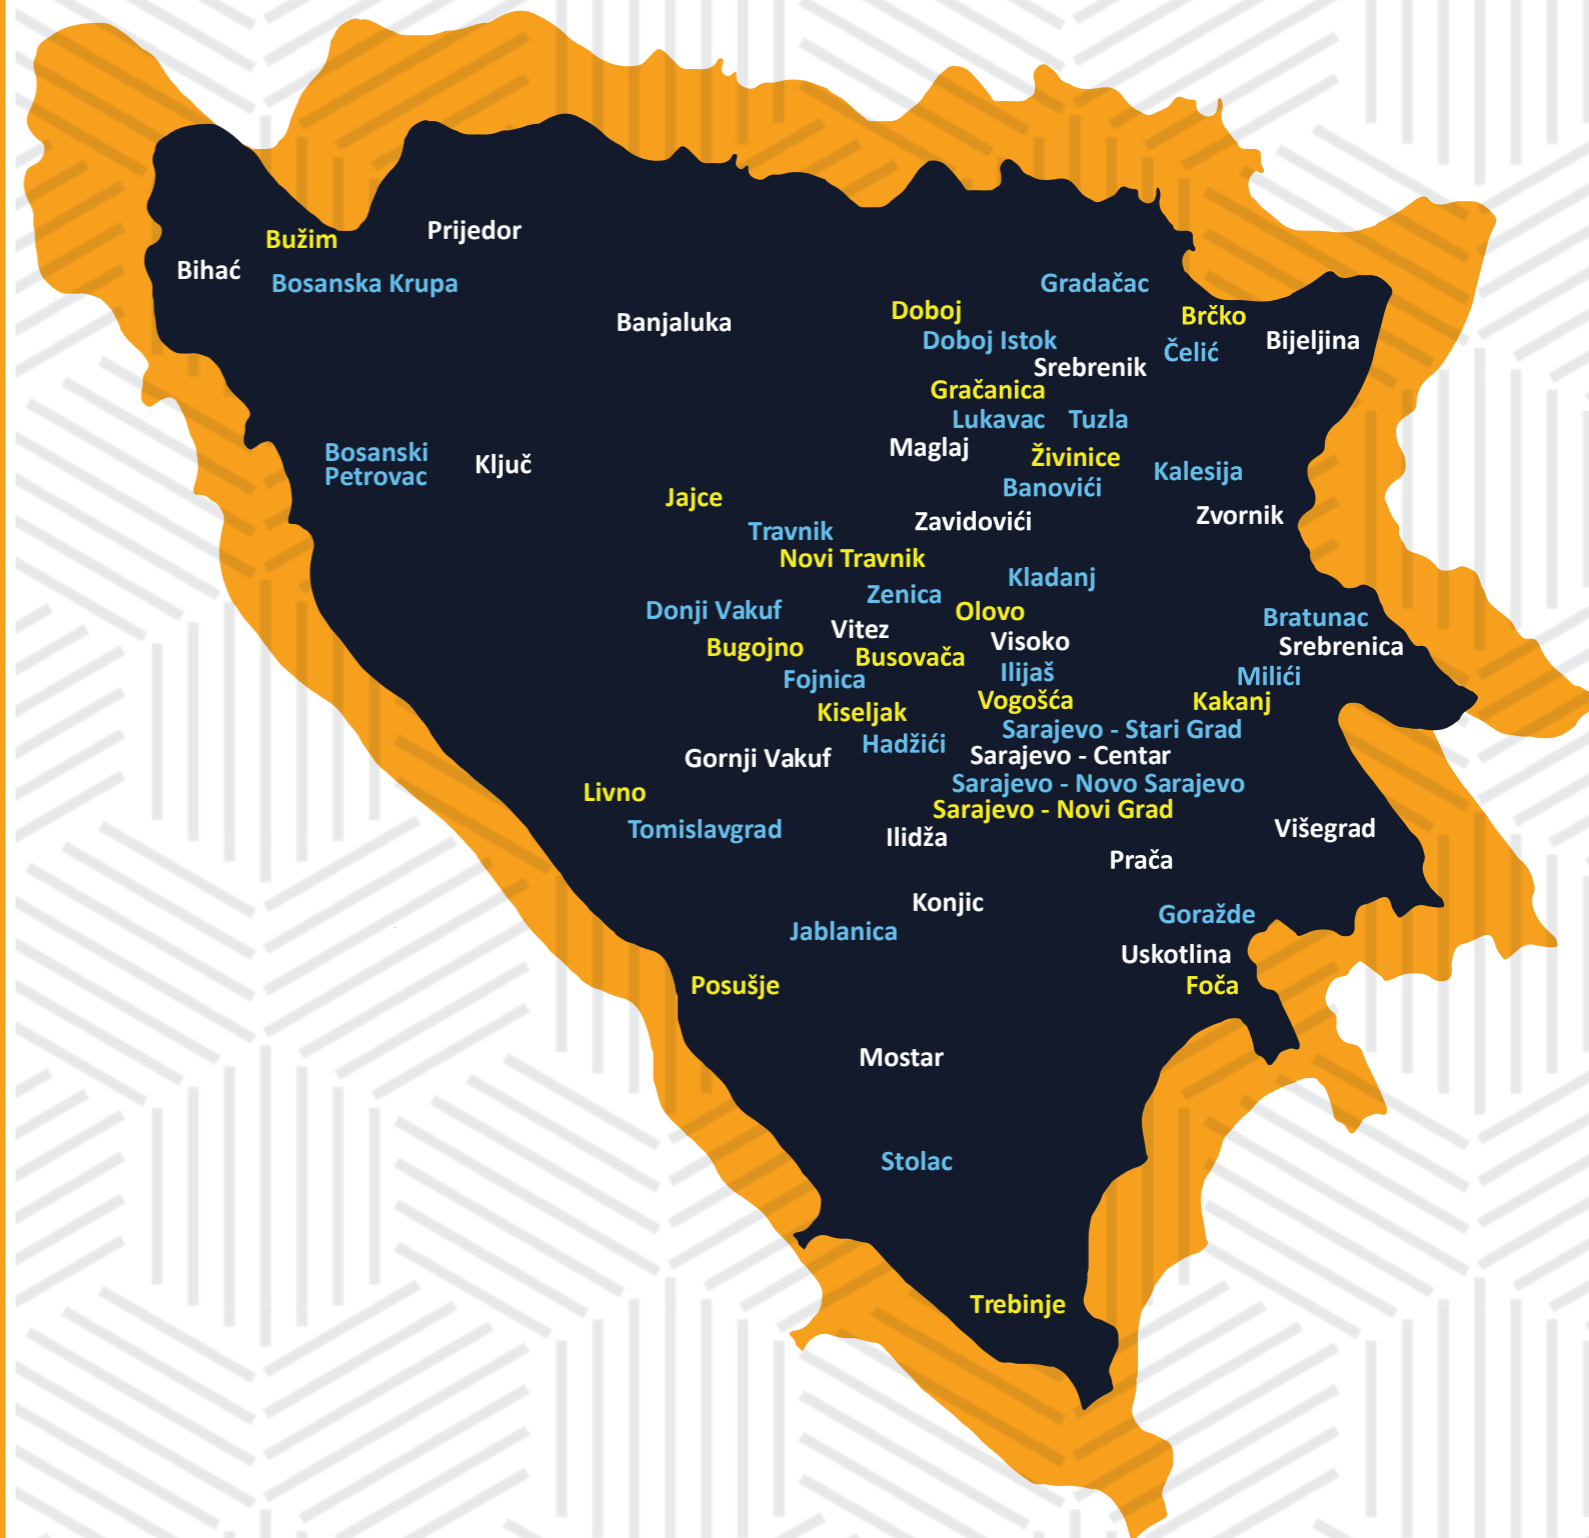 Prijedor
Bužim
Bihać
Bosanska Krupa
Gradačac
Doboj
Brčko
Banjaluka
Doboj Istok
Bijeljina
Čelić
Srebrenik
Gračanica
Lukavac
Tuzla
Maglaj
Bosanski
Petrovac
Ključ
Živinice
Kalesija
Banovići
Jajce
Zvornik
Zavidovići
Travnik
Novi Travnik
Kladanj
Zenica
Donji Vakuf
Olovo
Bratunac
Vitez
Visoko
Bugojno
Srebrenica
Busovača
Ilijaš
Fojnica
Milići
Vogošća
Kakanj
Kiseljak
Sarajevo - Stari Grad
Hadžići
Sarajevo - Centar
Gornji Vakuf
Sarajevo - Novo Sarajevo
Livno
Sarajevo - Novi Grad
Tomislavgrad
Višegrad
Ilidža
Prača
Konjic
Goražde
Jablanica
Uskotlina
Posušje
Foča
Mostar
Stolac
Trebinje